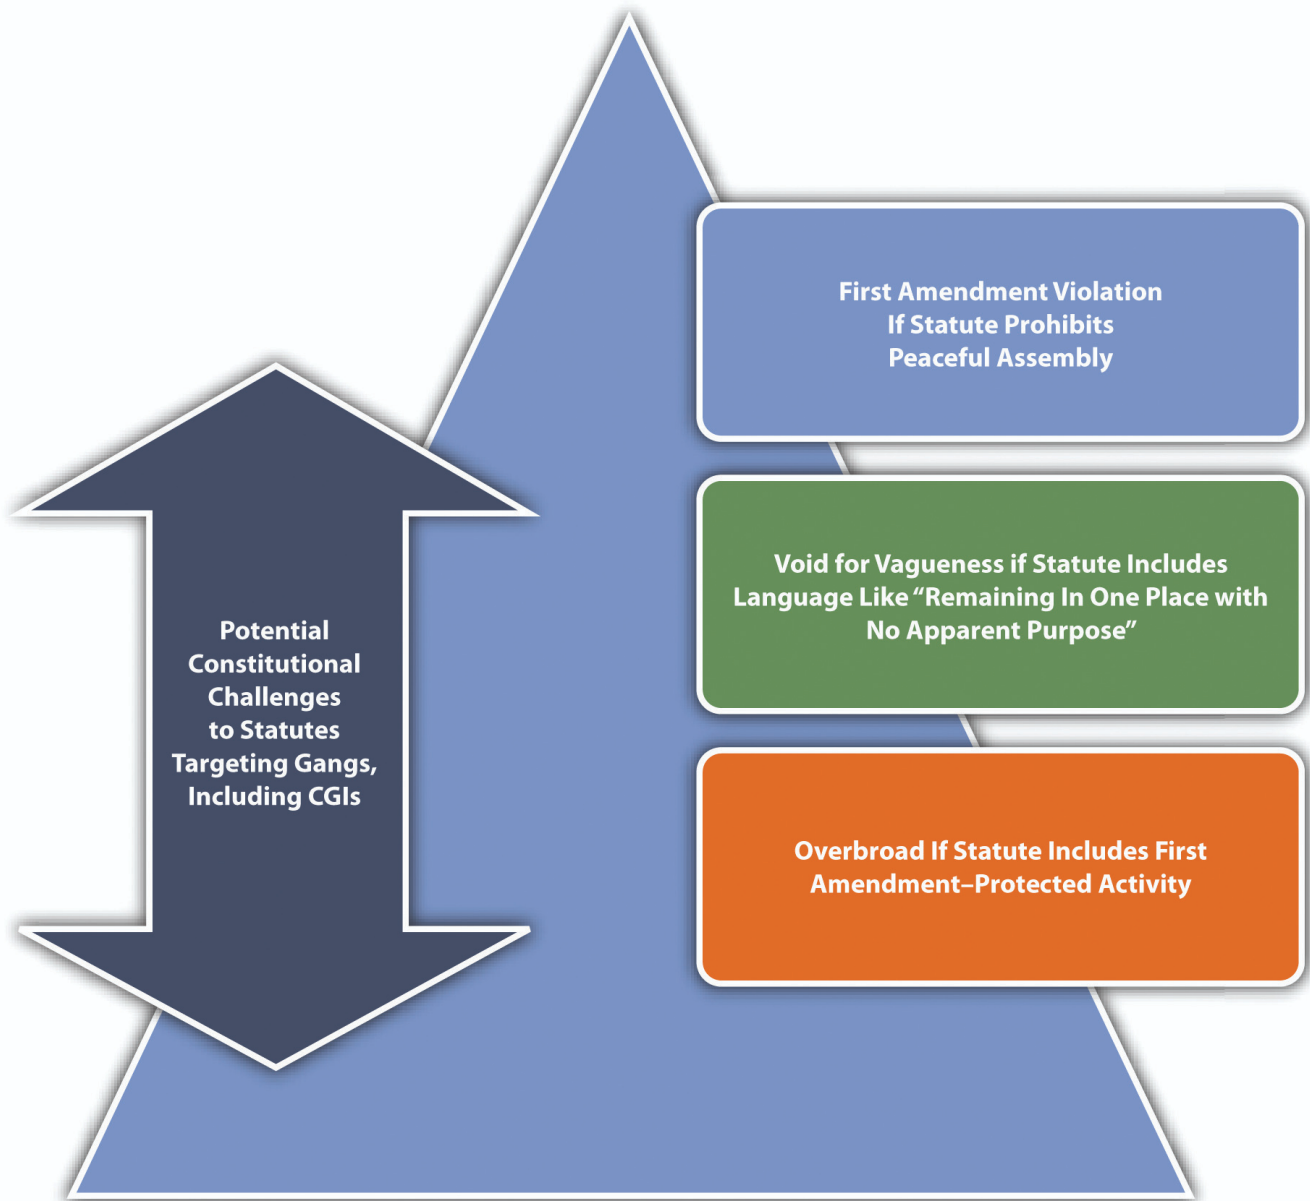 First Amendment Violation
If Statute Prohibits
Peaceful Assembly
Void for Vagueness if Statute Includes
Language Like “Remaining In One Place with
No Apparent Purpose”
Overbroad If Statute Includes First
Amendment–Protected Activity
Potential
Constitutional
Challenges
to Statutes
Targeting Gangs,
Including CGIs